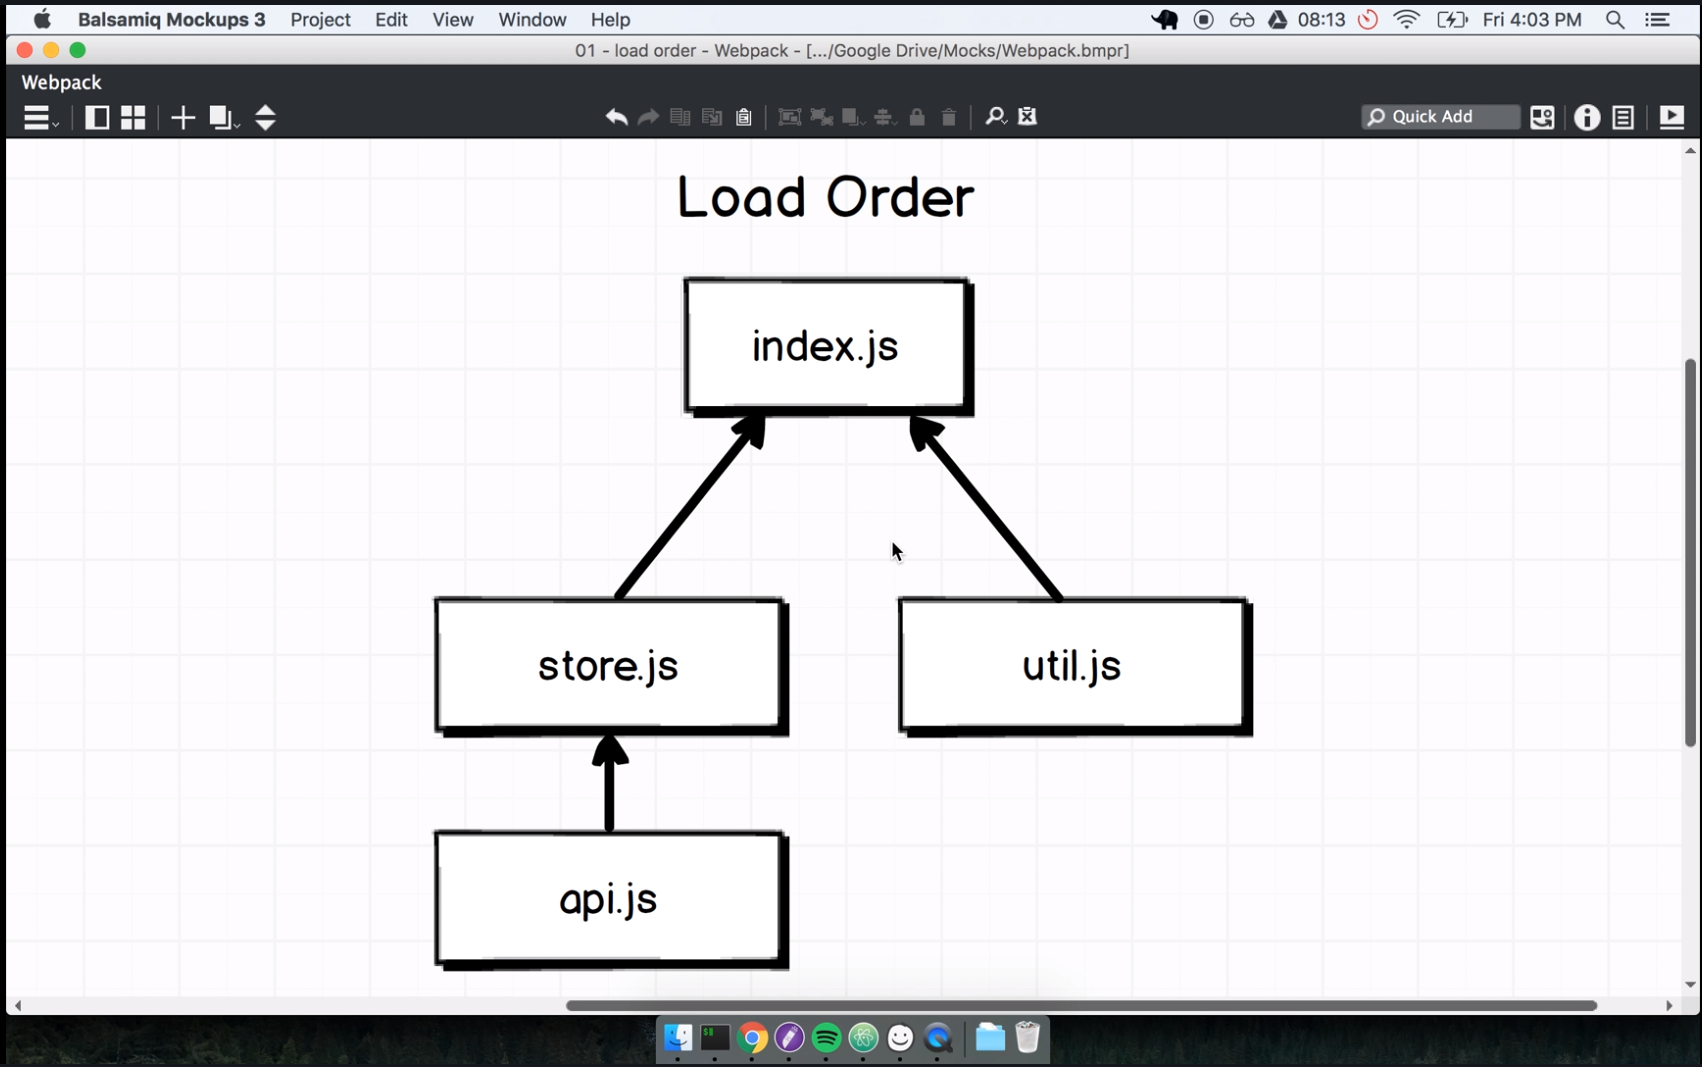 Balsamiq Mockups 3 Project Edit View Window Help 08:13 Fri 4:03 PM
01 - load order - Webpack - [.../Google Drive/Mocks/Webpack.bmpr]
Webpack
Quick Add
Load Order
index.js
store.js
util.js
api.js